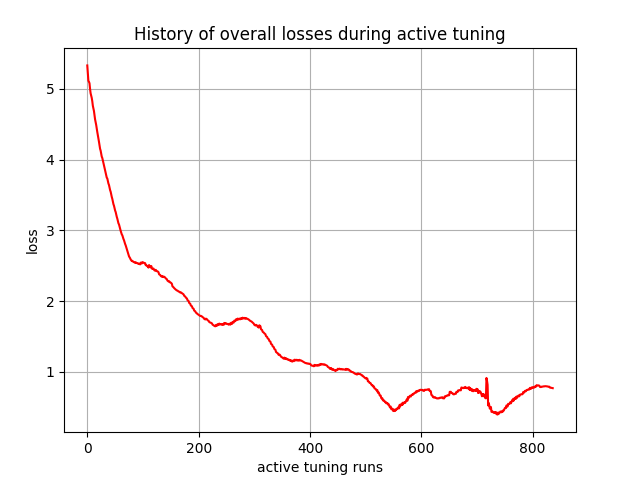 History of overall losses during active tuning
5
4
3
2
1
loss
0 200 400 600 800
active tuning runs